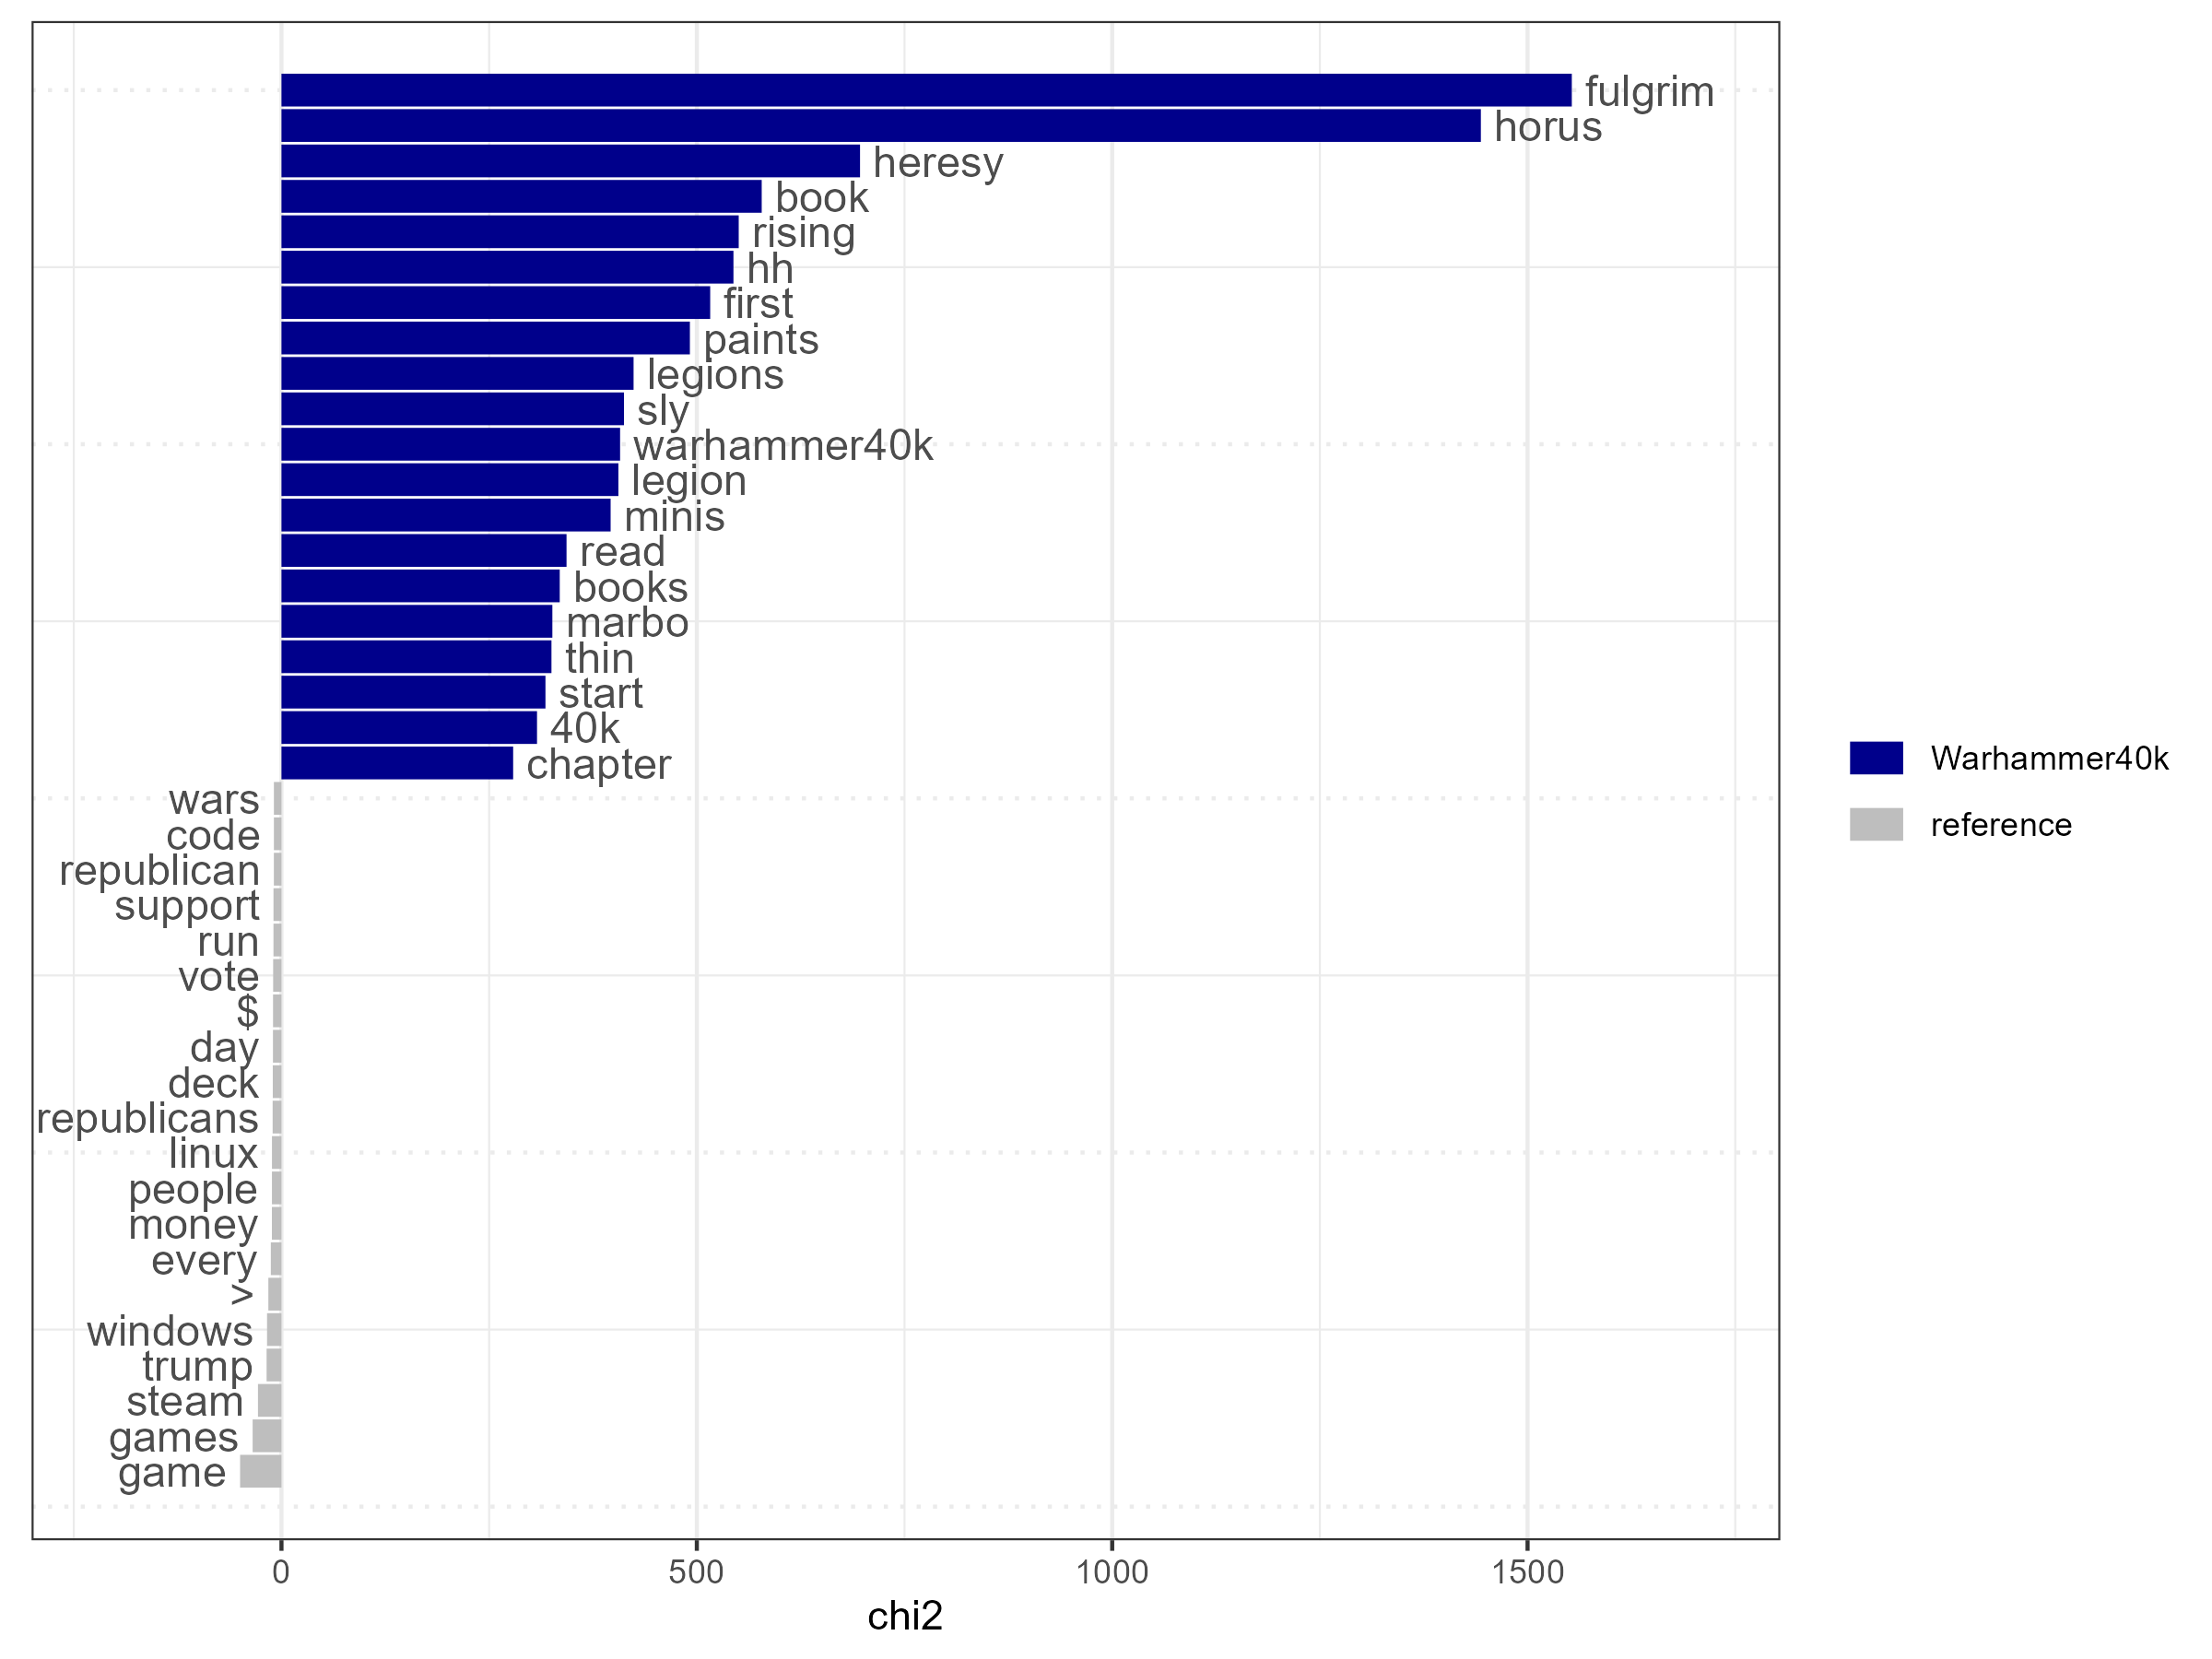 fulgrim
horus
heresy
book
rising
hh
first
paints
legions
sly
warhammer40k
legion
minis
read
books
marbo
thin
start
40k
chapter
wars
code
republican
support
run
vote
$
day
deck
republicans
linux
people
money
every
>
windows
trump
steam
games
game
0 500 1000 1500
chi2
Warhammer40k
reference